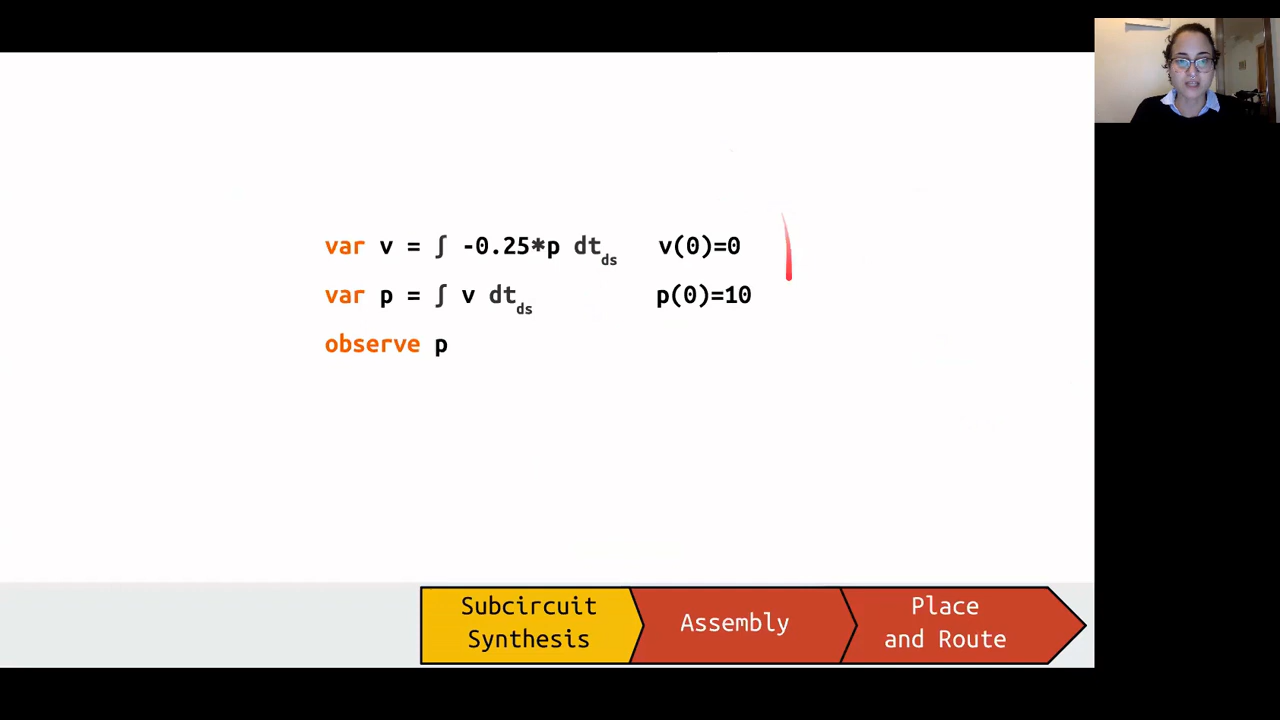 var v = ∫ -0.25*p dt_ds v(0)=0
var p = ∫ v dt_ds p(0)=10
observe p
Subcircuit
Synthesis
Assembly
Place
and Route